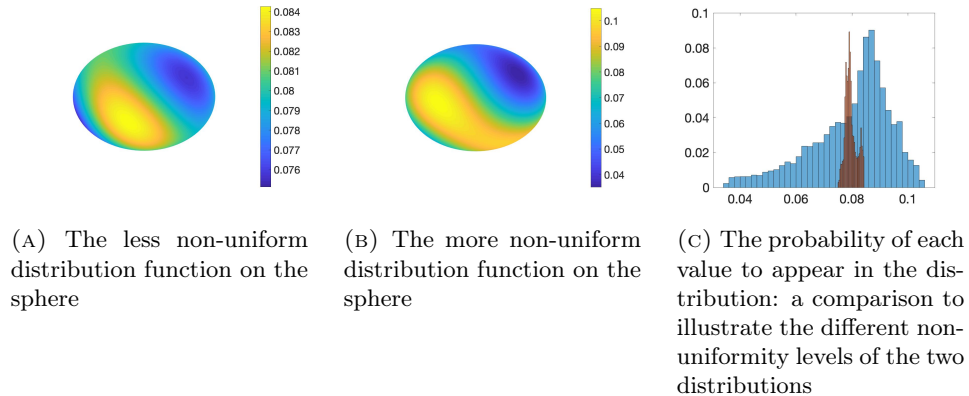 0.084
0.083
0.082
0.081
0.08
0.079
0.078
0.077
0.076
0.1
0.09
0.08
0.07
0.06
0.05
0.04
0.1
0.08
0.06
0.04
0.02
0
0.04
0.06
0.08
0.1
(A) The less non-uniform
distribution function on the
sphere
(B) The more non-uniform
distribution function on the
sphere
(C) The probability of each
value to appear in the dis-
tribution: a comparison to
illustrate the different non-
uniformity levels of the two
distributions